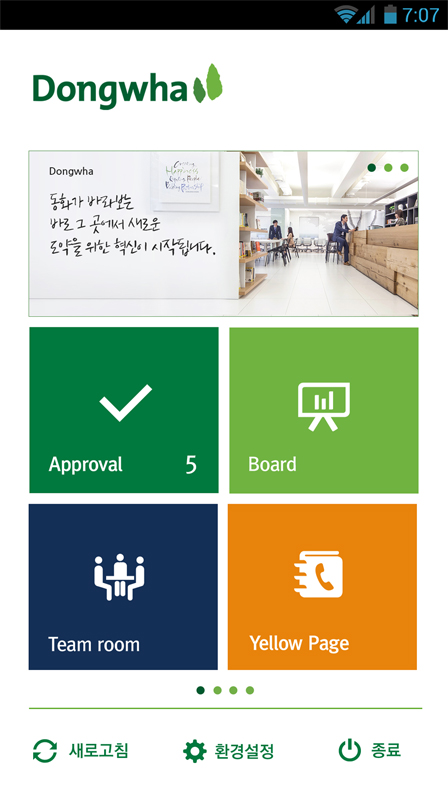 7:07
Dongwha
Dongwha
동화가 바라보는
바로 그 곳에서 새로운
도약을 위한 혁신이 시작됩니다.
Approval 5
Board
Team room
Yellow Page
새로고침 환경설정 종료